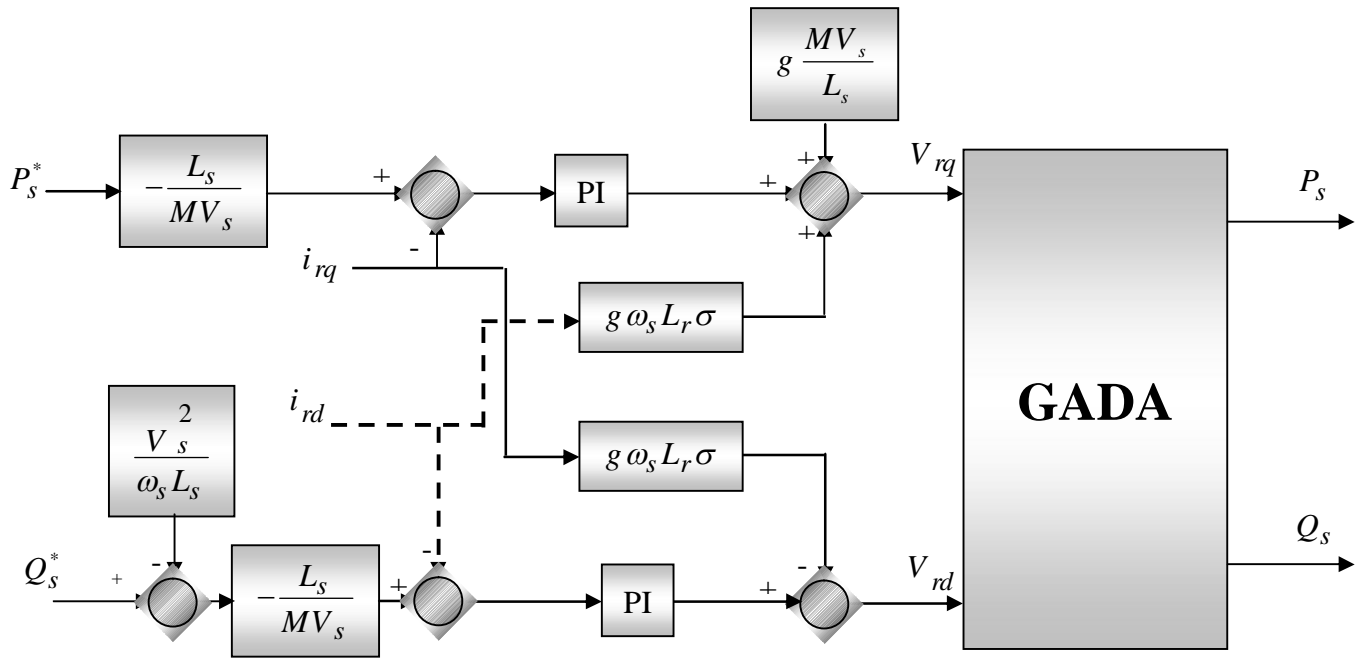 g MV_s / L_s
P_s^*
-L_s / MV_s
+
-
PI
+
+
+
V_rq
P_s
i_rq
g ω_s L_r σ
i_rd
g ω_s L_r σ
GADA
V_s^2 / ω_s L_s
Q_s^*
+
-
-L_s / MV_s
+
-
PI
+
-
V_rd
Q_s